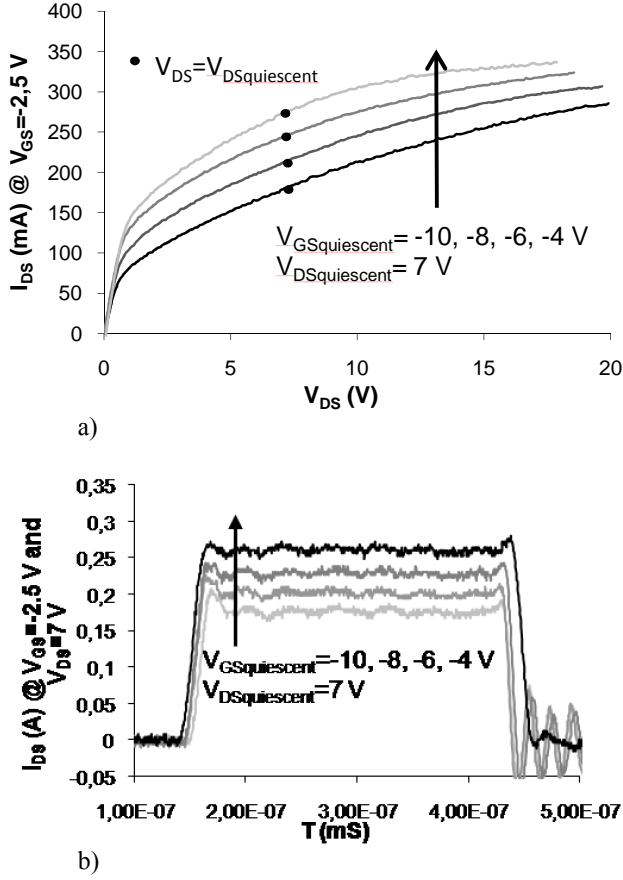 400
350
300
250
200
150
100
50
0
I_DS (mA) @ V_GS=-2,5 V
● V_DS=V_DSquiescent
V_GSquiescent= -10, -8, -6, -4 V
V_DSquiescent= 7 V
0 5 10 15 20
V_DS (V)
a)
0,35
0,3
0,25
0,2
0,15
0,1
0,05
0
-0,05
I_DS (A) @ V_GS=-2.5 V and
V_DS=7 V
V_GSquiescent=-10, -8, -6, -4 V
V_DSquiescent=7 V
1,00E-07 2,00E-07 3,00E-07 4,00E-07 5,00E-07
T (mS)
b)